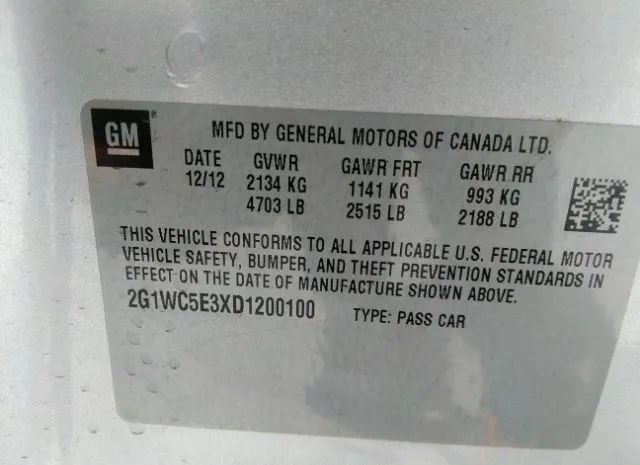 GM
MFD BY GENERAL MOTORS OF CANADA LTD.
DATE GVWR GAWR FRT GAWR RR
12/12 2134 KG 1141 KG 993 KG
4703 LB 2515 LB 2188 LB
THIS VEHICLE CONFORMS TO ALL APPLICABLE U.S. FEDERAL MOTOR
VEHICLE SAFETY, BUMPER, AND THEFT PREVENTION STANDARDS IN
EFFECT ON THE DATE OF MANUFACTURE SHOWN ABOVE.
2G1WC5E3XD1200100 TYPE: PASS CAR